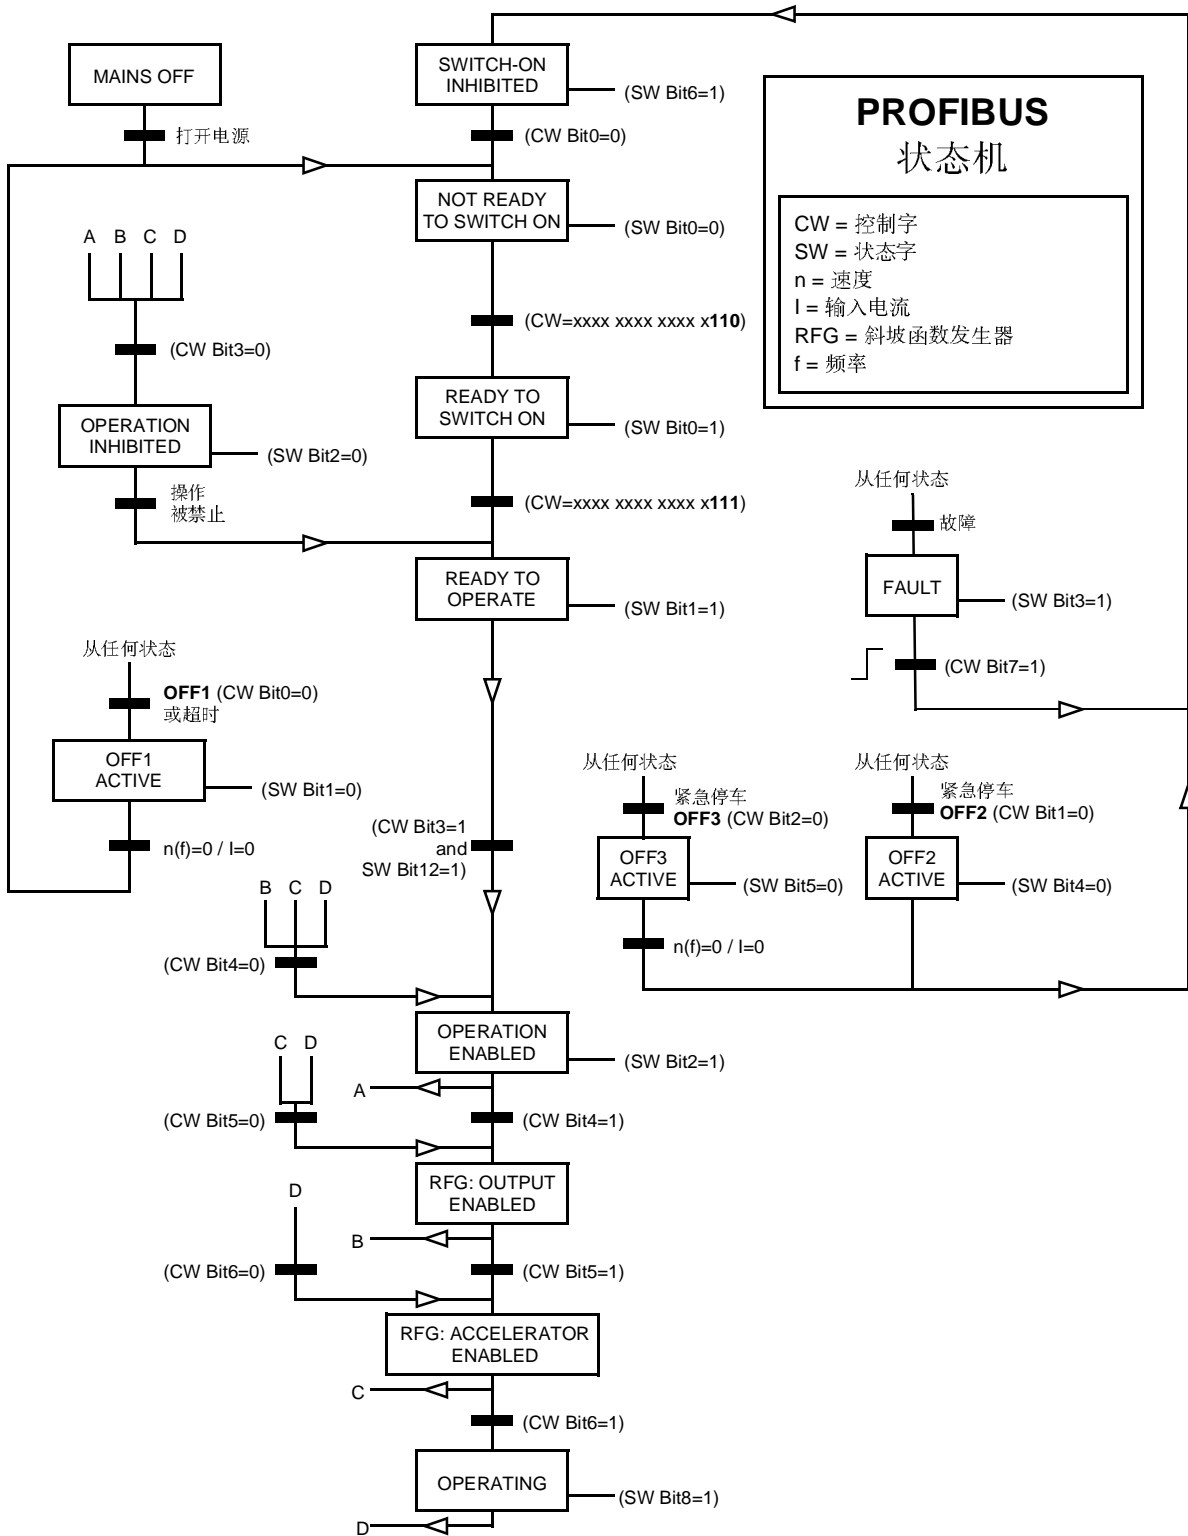 MAINS OFF
打开电源
SWITCH-ON
INHIBITED
(SW Bit6=1)
(CW Bit0=0)
PROFIBUS
状态机
CW = 控制字
SW = 状态字
n = 速度
I = 输入电流
RFG = 斜坡函数发生器
f = 频率
NOT READY
TO SWITCH ON
(SW Bit0=0)
A B C D
(CW Bit3=0)
(CW=xxxx xxxx xxxx x110)
OPERATION
INHIBITED
(SW Bit2=0)
READY TO
SWITCH ON
(SW Bit0=1)
操作
被禁止
(CW=xxxx xxxx xxxx x111)
从任何状态
故障
FAULT
(SW Bit3=1)
(CW Bit7=1)
READY TO
OPERATE
(SW Bit1=1)
从任何状态
OFF1 (CW Bit0=0)
或超时
OFF1
ACTIVE
(SW Bit1=0)
n(f)=0 / I=0
(CW Bit3=1
and
SW Bit12=1)
从任何状态
紧急停车
OFF3 (CW Bit2=0)
OFF3
ACTIVE
(SW Bit5=0)
n(f)=0 / I=0
从任何状态
紧急停车
OFF2 (CW Bit1=0)
OFF2
ACTIVE
(SW Bit4=0)
B C D
(CW Bit4=0)
OPERATION
ENABLED
(SW Bit2=1)
C D
A
(CW Bit5=0)
(CW Bit4=1)
RFG: OUTPUT
ENABLED
D
B
(CW Bit6=0)
(CW Bit5=1)
RFG: ACCELERATOR
ENABLED
C
(CW Bit6=1)
OPERATING
(SW Bit8=1)
D